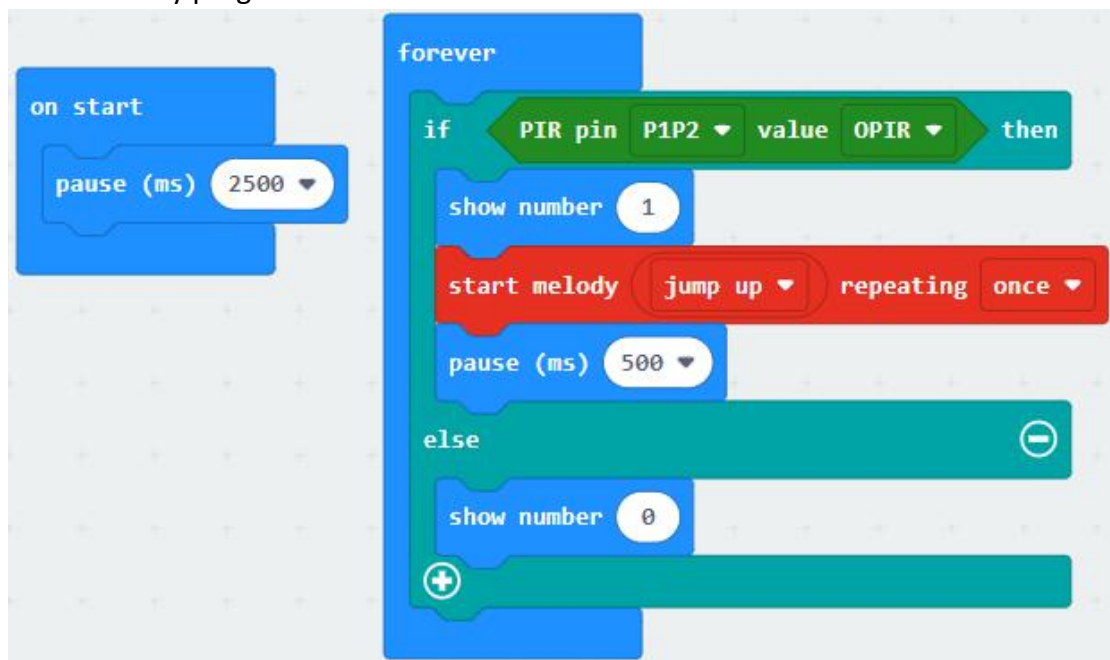 on start
pause (ms) 2500
forever
if PIR pin P1P2 value OPIR then
show number 1
start melody jump up repeating once
pause (ms) 500
else
show number 0